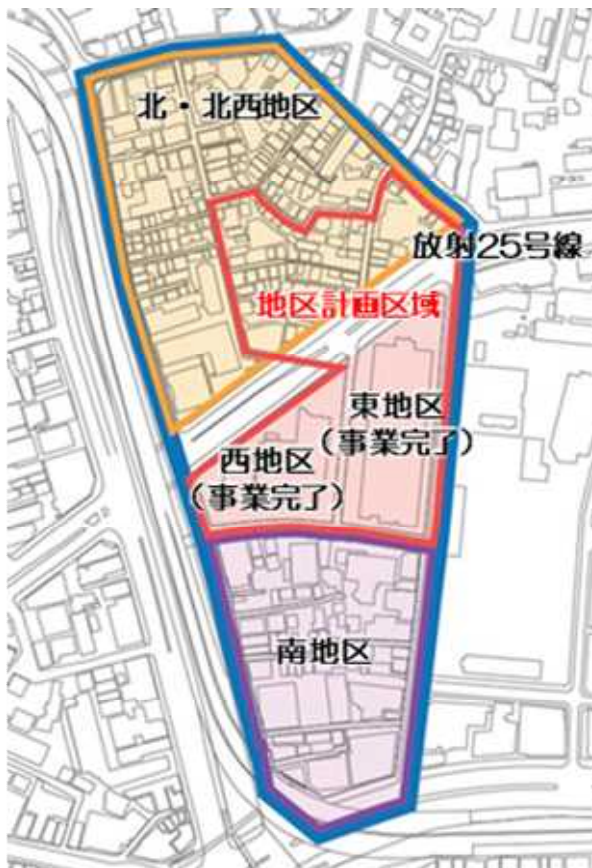 北・北西地区
放射25号線
地区計画区域
東地区
（事業完了）
西地区
（事業完了）
南地区